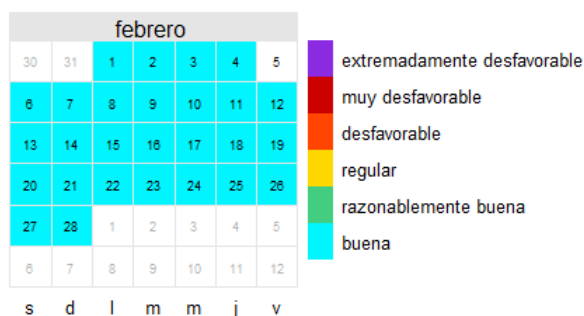 febrero
30 31 1 2 3 4 5
6 7 8 9 10 11 12
13 14 15 16 17 18 19
20 21 22 23 24 25 26
27 28 1 2 3 4 5
6 7 8 9 10 11 12
s d l m m j v
extremadamente desfavorable
muy desfavorable
desfavorable
regular
razonablemente buena
buena